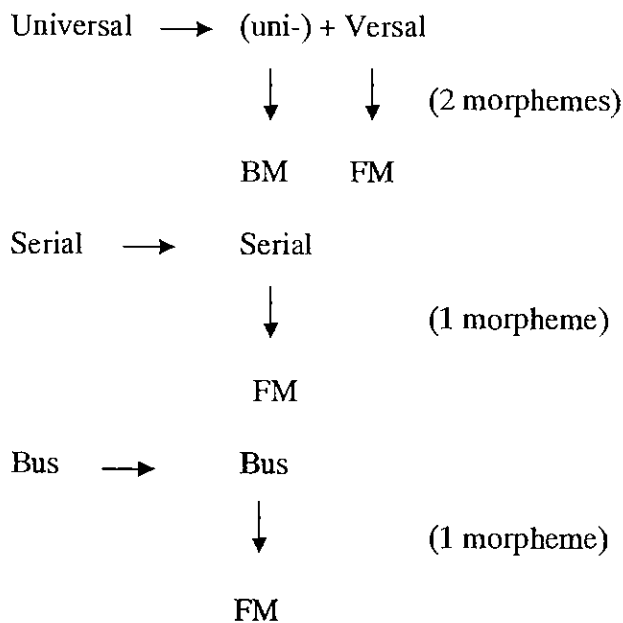 Universal → (uni-) + Versal
↓ ↓
(2 morphemes)
BM FM
Serial → Serial
↓
(1 morpheme)
FM
Bus → Bus
↓
(1 morpheme)
FM